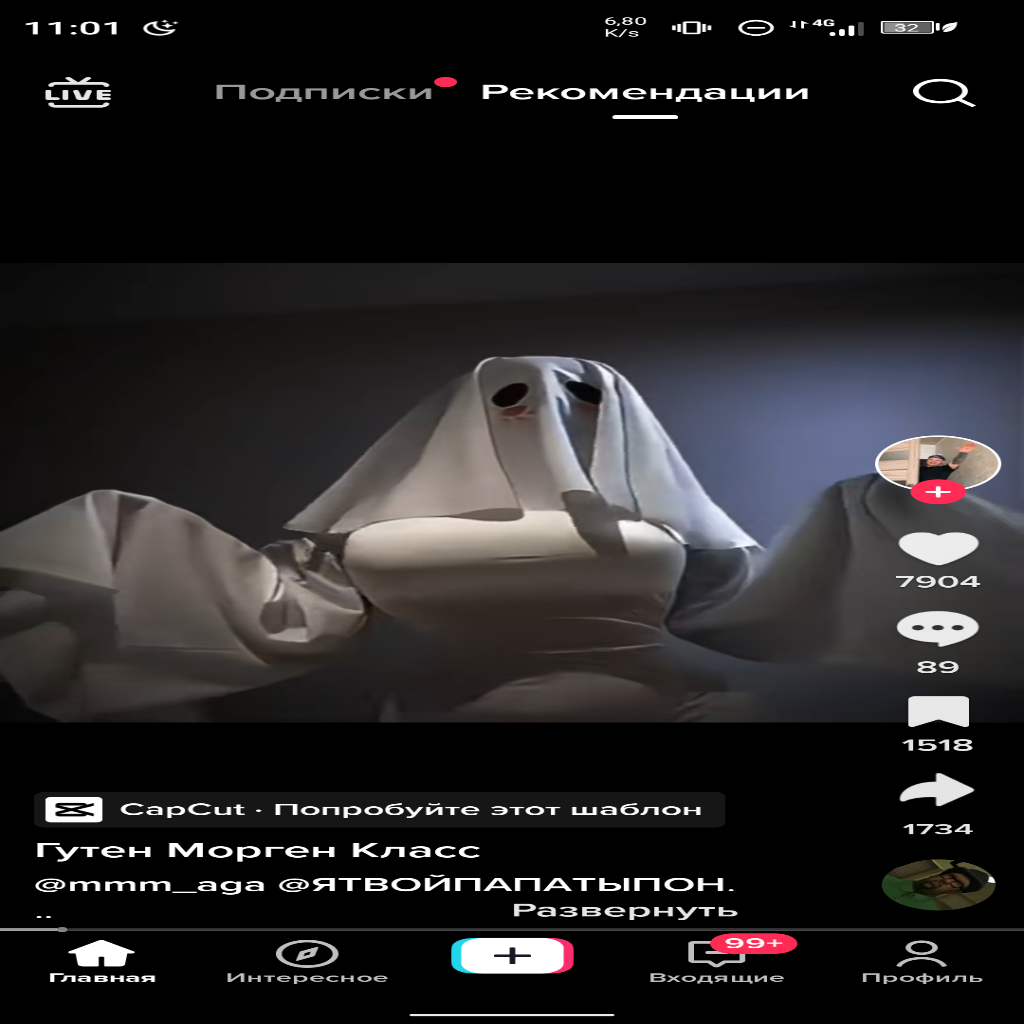 11:01
6,80
K/s
4G
32
LIVE
Подписки
Рекомендации
7904
89
1518
1734
CapCut · Попробуйте этот шаблон
Гутен Морген Класс
@mmm_aga @ЯТВОЙПАПАТЫПОН.
.. Развернуть
99+
Главная
Интересное
Входящие
Профиль